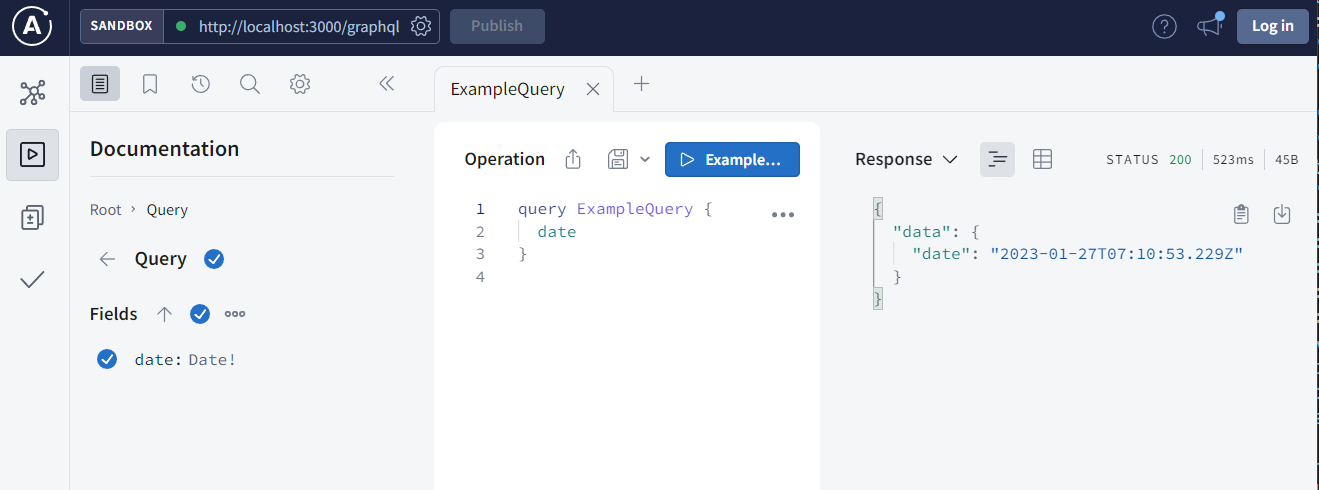 SANDBOX http://localhost:3000/graphql Publish Log in
ExampleQuery
Documentation
Root › Query
Query
Fields
date: Date!
Operation Example...
1 query ExampleQuery {
2 date
3 }
4
Response STATUS 200 523ms 45B
{
"data": {
"date": "2023-01-27T07:10:53.229Z"
}
}